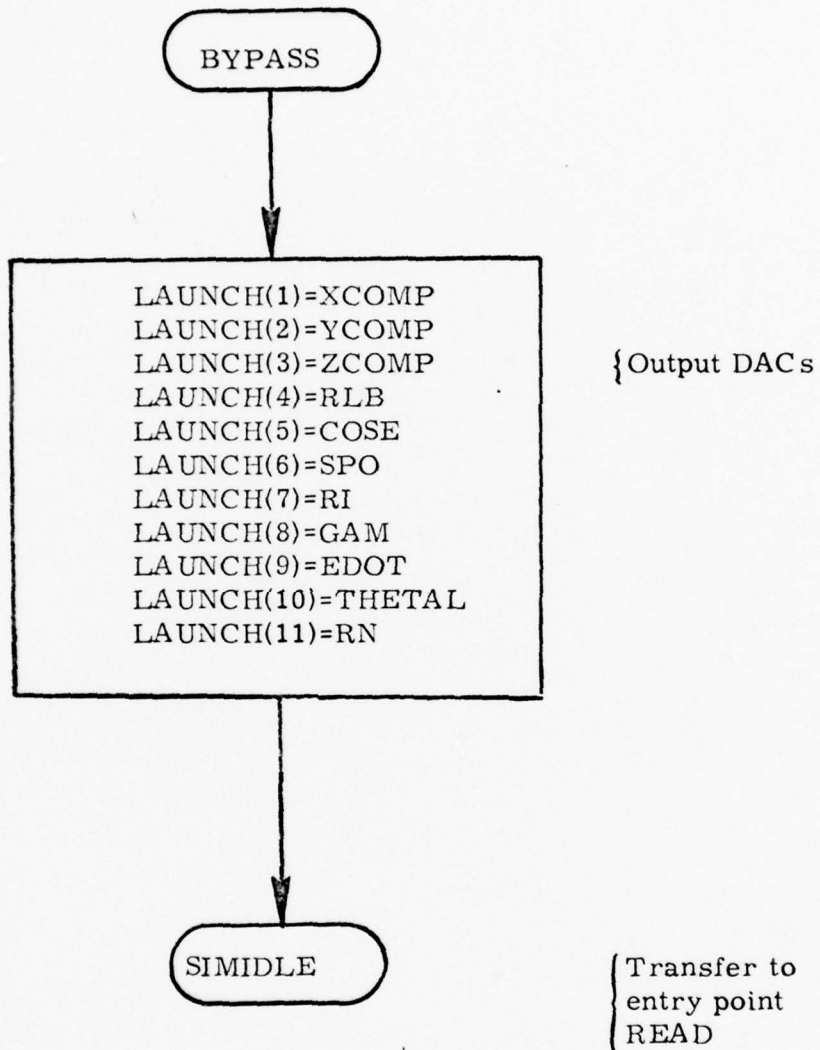 BYPASS
LAUNCH(1)=XCOMP
LAUNCH(2)=YCOMP
LAUNCH(3)=ZCOMP
{Output DACs
LAUNCH(4)=RLB
LAUNCH(5)=COSE
LAUNCH(6)=SPO
LAUNCH(7)=RI
LAUNCH(8)=GAM
LAUNCH(9)=EDOT
LAUNCH(10)=THETAL
LAUNCH(11)=RN
SIMIDLE
{Transfer to
entry point
READ